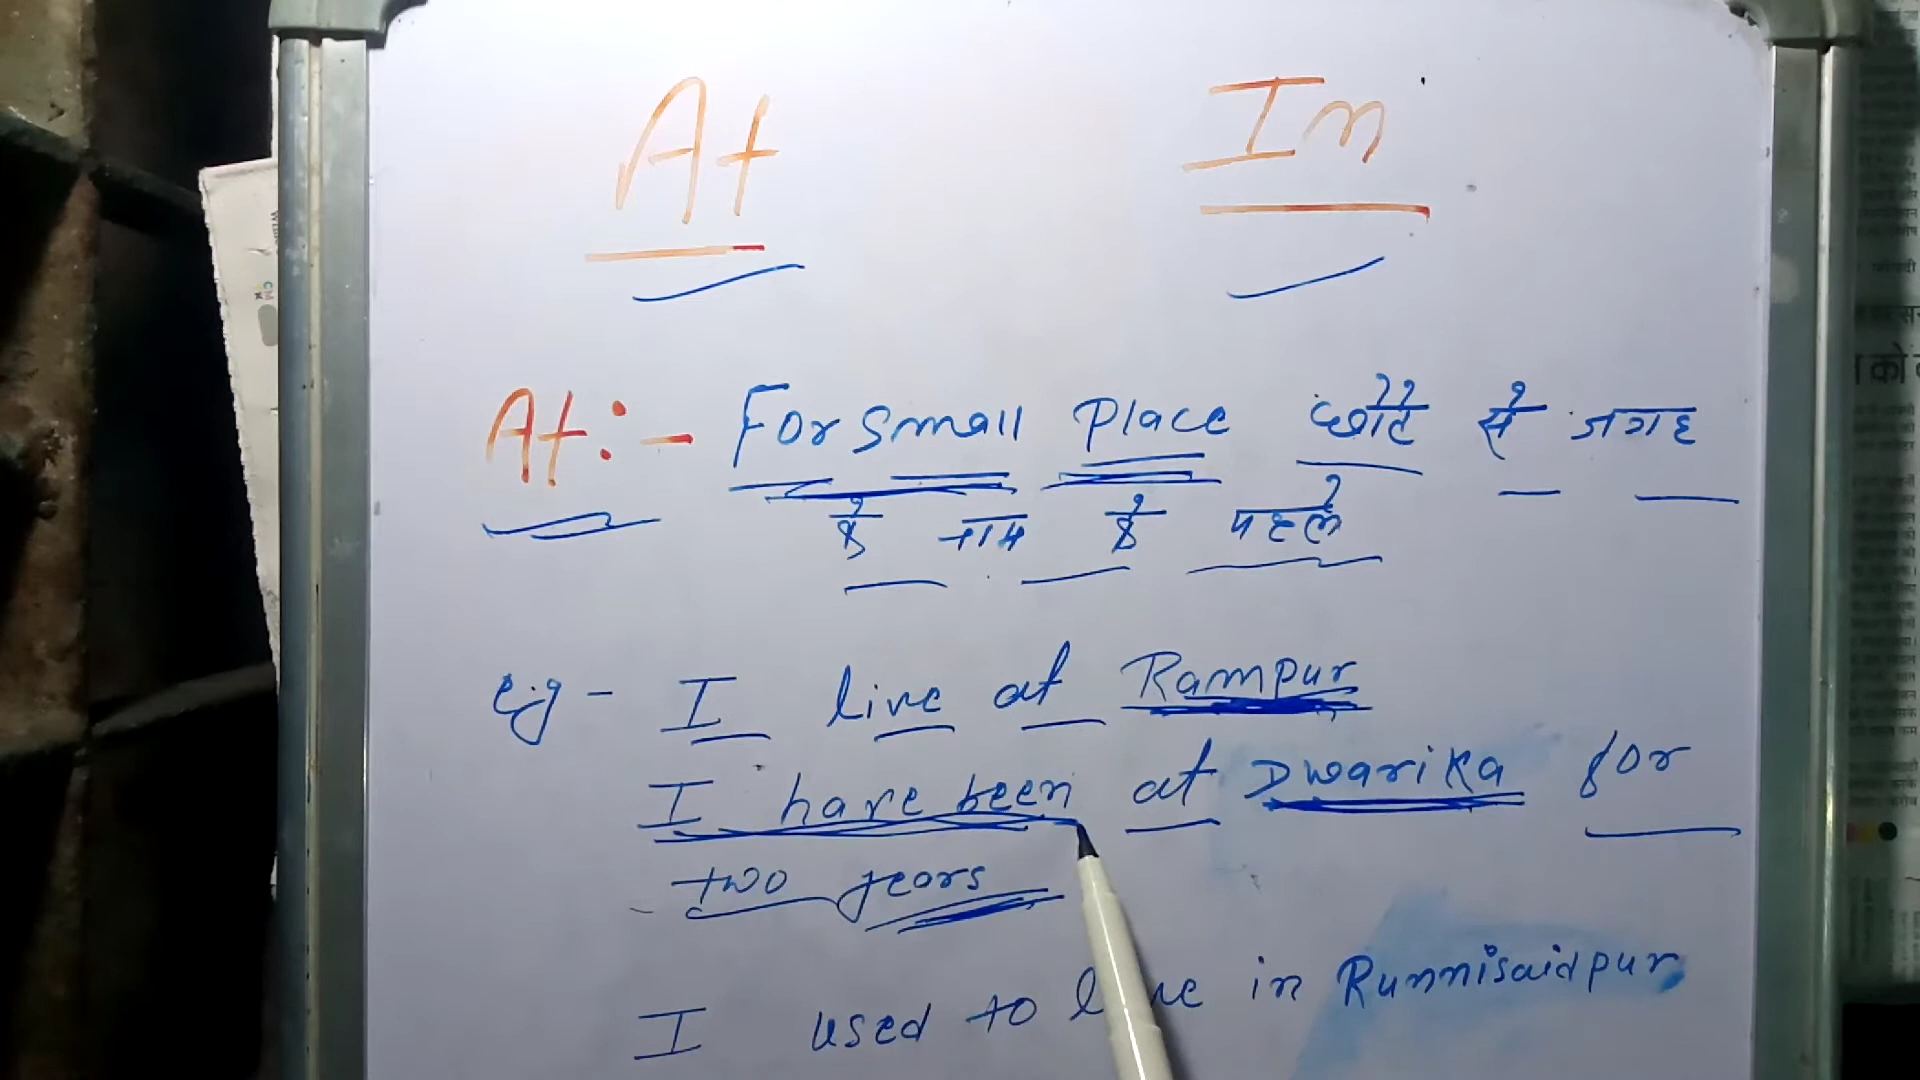 At In
At:- For small Place छोटे से जगह
के नाम के पहले
eg- I live at Rampur
I have been at Dwarika for
two years
I used to live in Runnisaidpur